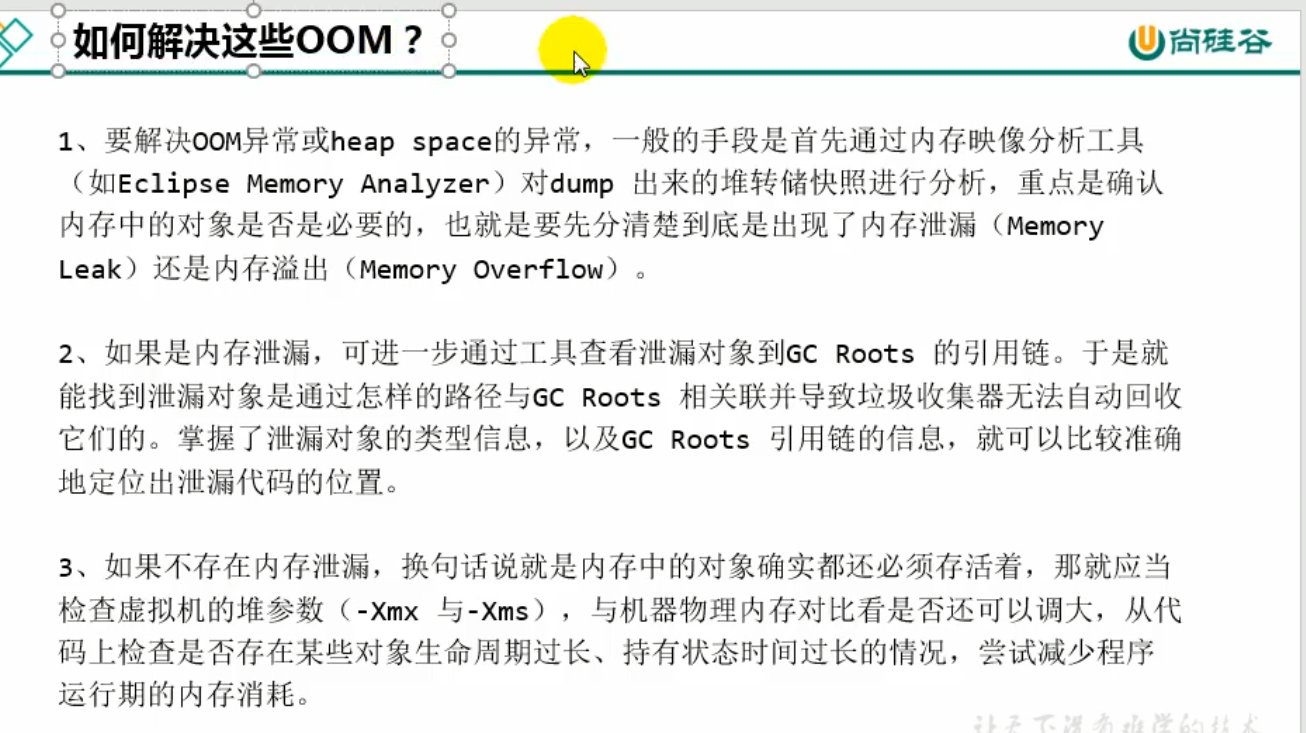 如何解决这些OOM？
尚硅谷
1、要解决OOM异常或heap space的异常，一般的手段是首先通过内存映像分析工具
（如Eclipse Memory Analyzer）对dump 出来的堆转储快照进行分析，重点是确认
内存中的对象是否是必要的，也就是要先分清楚到底是出现了内存泄漏（Memory
Leak）还是内存溢出（Memory Overflow）。
2、如果是内存泄漏，可进一步通过工具查看泄漏对象到GC Roots 的引用链。于是就
能找到泄漏对象是通过怎样的路径与GC Roots 相关联并导致垃圾收集器无法自动回收
它们的。掌握了泄漏对象的类型信息，以及GC Roots 引用链的信息，就可以比较准确
地定位出泄漏代码的位置。
3、如果不存在内存泄漏，换句话说就是内存中的对象确实都还必须存活着，那就应当
检查虚拟机的堆参数（-Xmx 与-Xms），与机器物理内存对比看是否还可以调大，从代
码上检查是否存在某些对象生命周期过长、持有状态时间过长的情况，尝试减少程序
运行期的内存消耗。
让天下没有难学的技术